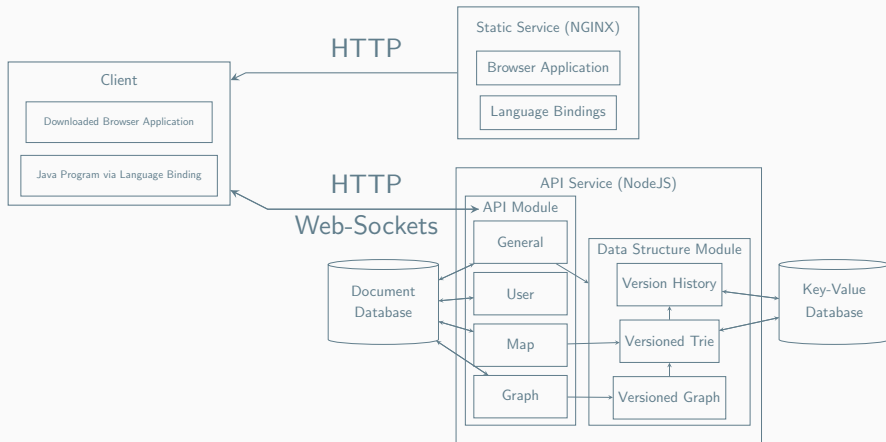 Static Service (NGINX)
Browser Application
Language Bindings
HTTP
Client
Downloaded Browser Application
Java Program via Language Binding
HTTP
Web-Sockets
API Service (NodeJS)
API Module
General
User
Map
Graph
Data Structure Module
Version History
Versioned Trie
Versioned Graph
Document
Database
Key-Value
Database